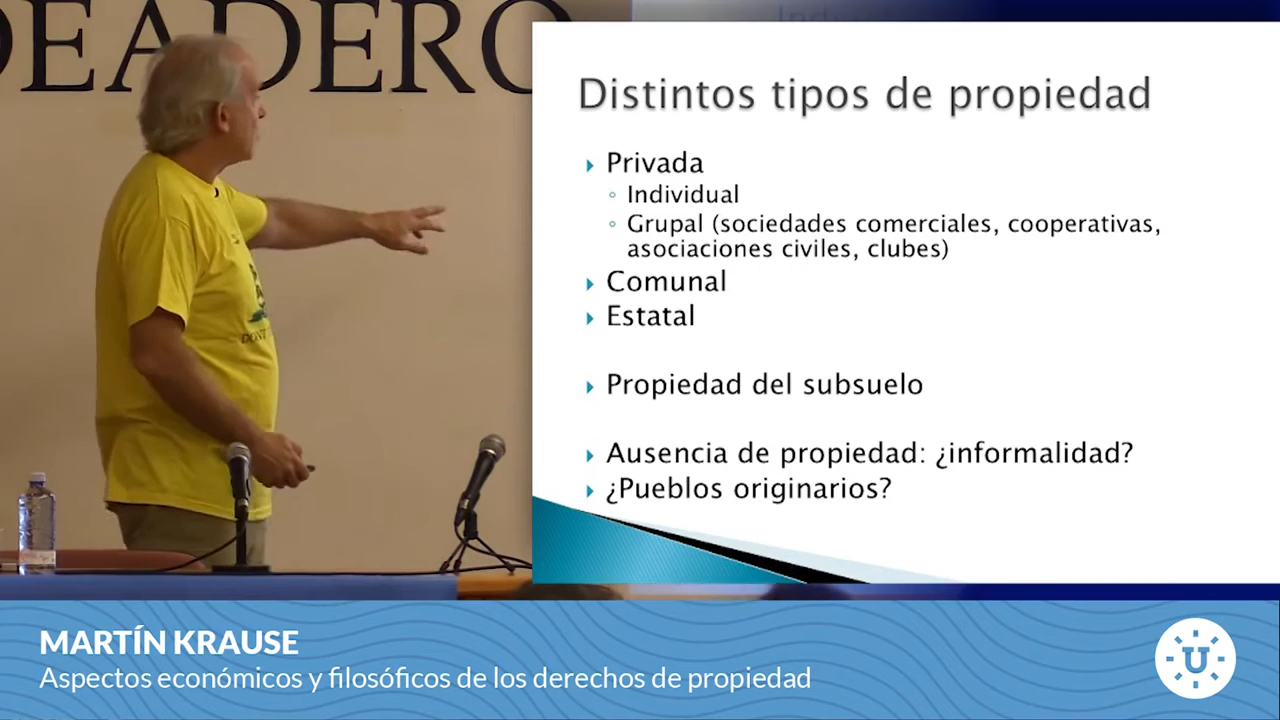 DEADERO
Distintos tipos de propiedad
Privada
Individual
Grupal (sociedades comerciales, cooperativas,
asociaciones civiles, clubes)
Comunal
Estatal
Propiedad del subsuelo
Ausencia de propiedad: ¿informalidad?
¿Pueblos originarios?
MARTÍN KRAUSE
Aspectos económicos y filosóficos de los derechos de propiedad
U